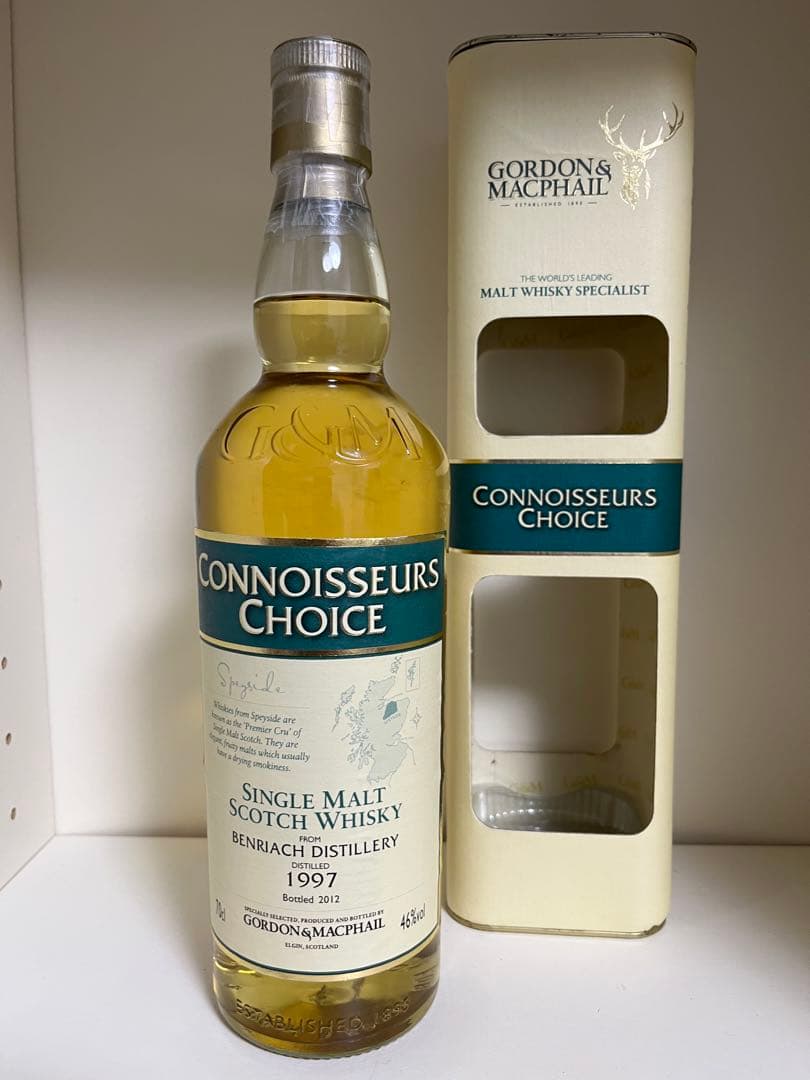 G&M
CONNOISSEURS
CHOICE
Speyside
Whiskies from Speyside are
known as the 'Premier Cru' of
Single Malt Scotch. They are
elegant, fruity malts which usually
have a drying smokiness.
SINGLE MALT
SCOTCH WHISKY
FROM
BENRIACH DISTILLERY
DISTILLED
1997
Bottled 2012
70cl
SPECIALLY SELECTED, PRODUCED AND BOTTLED BY
GORDON&MACPHAIL
46%vol
ELGIN, SCOTLAND
ESTABLISHED 1895
GORDON&
MACPHAIL
ESTABLISHED 1895
THE WORLD'S LEADING
MALT WHISKY SPECIALIST
CONNOISSEURS
CHOICE